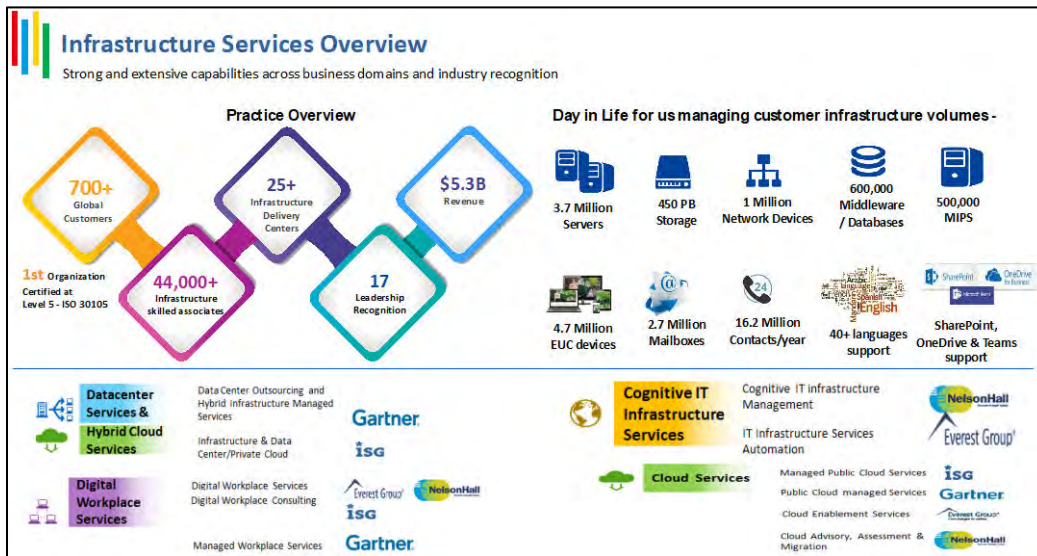 Infrastructure Services Overview
Strong and extensive capabilities across business domains and industry recognition
Practice Overview
700+
Global
Customers
25+
Infrastructure
Delivery
Centers
$5.3B
Revenue
1st Organization
Certified at
Level 5 - ISO 30105
44,000+
Infrastructure
skilled associates
17
Leadership
Recognition
Day in Life for us managing customer infrastructure volumes -
3.7 Million
Servers
450 PB
Storage
1 Million
Network Devices
600,000
Middleware
/ Databases
500,000
MIPS
4.7 Million
EUC devices
@
2.7 Million
Mailboxes
24
16.2 Million
Contacts/year
Arabic
Spanish
English
40+ languages
support
SharePoint
OneDrive
for Business
SharePoint,
OneDrive & Teams
support
Datacenter
Services &
Hybrid Cloud
Services
Data Center Outsourcing and
Hybrid Infrastructure Managed
Services
Gartner
Infrastructure & Data
Center/Private Cloud
ISG
Digital
Workplace
Services
Digital Workplace Services
Digital Workplace Consulting
Everest Group
NelsonHall
ISG
Managed Workplace Services
Gartner
Cognitive IT
Infrastructure
Services
Cognitive IT infrastructure
Management
NelsonHall
IT Infrastructure Services
Automation
Everest Group
Cloud Services
Managed Public Cloud Services
ISG
Public Cloud managed Services
Gartner
Cloud Enablement Services
Everest Group
Cloud Advisory, Assessment &
Migration
NelsonHall